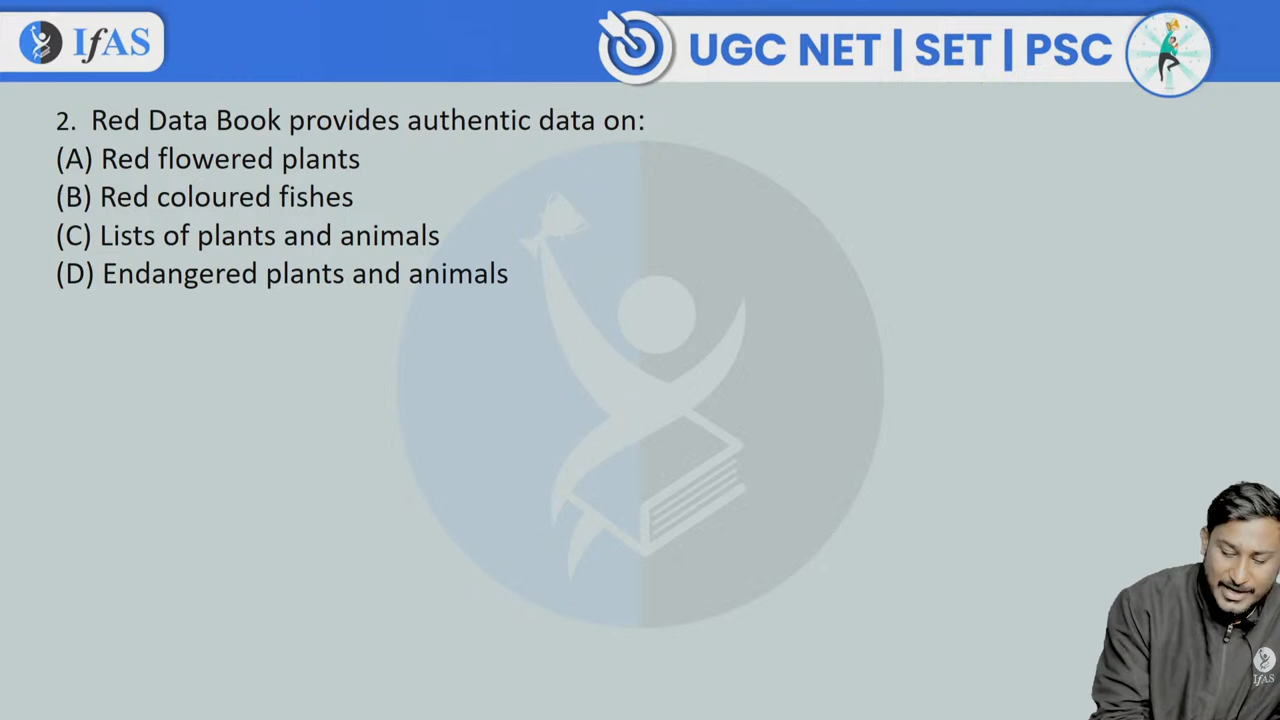 IfAS
UGC NET | SET | PSC
2. Red Data Book provides authentic data on:
(A) Red flowered plants
(B) Red coloured fishes
(C) Lists of plants and animals
(D) Endangered plants and animals
IfAS